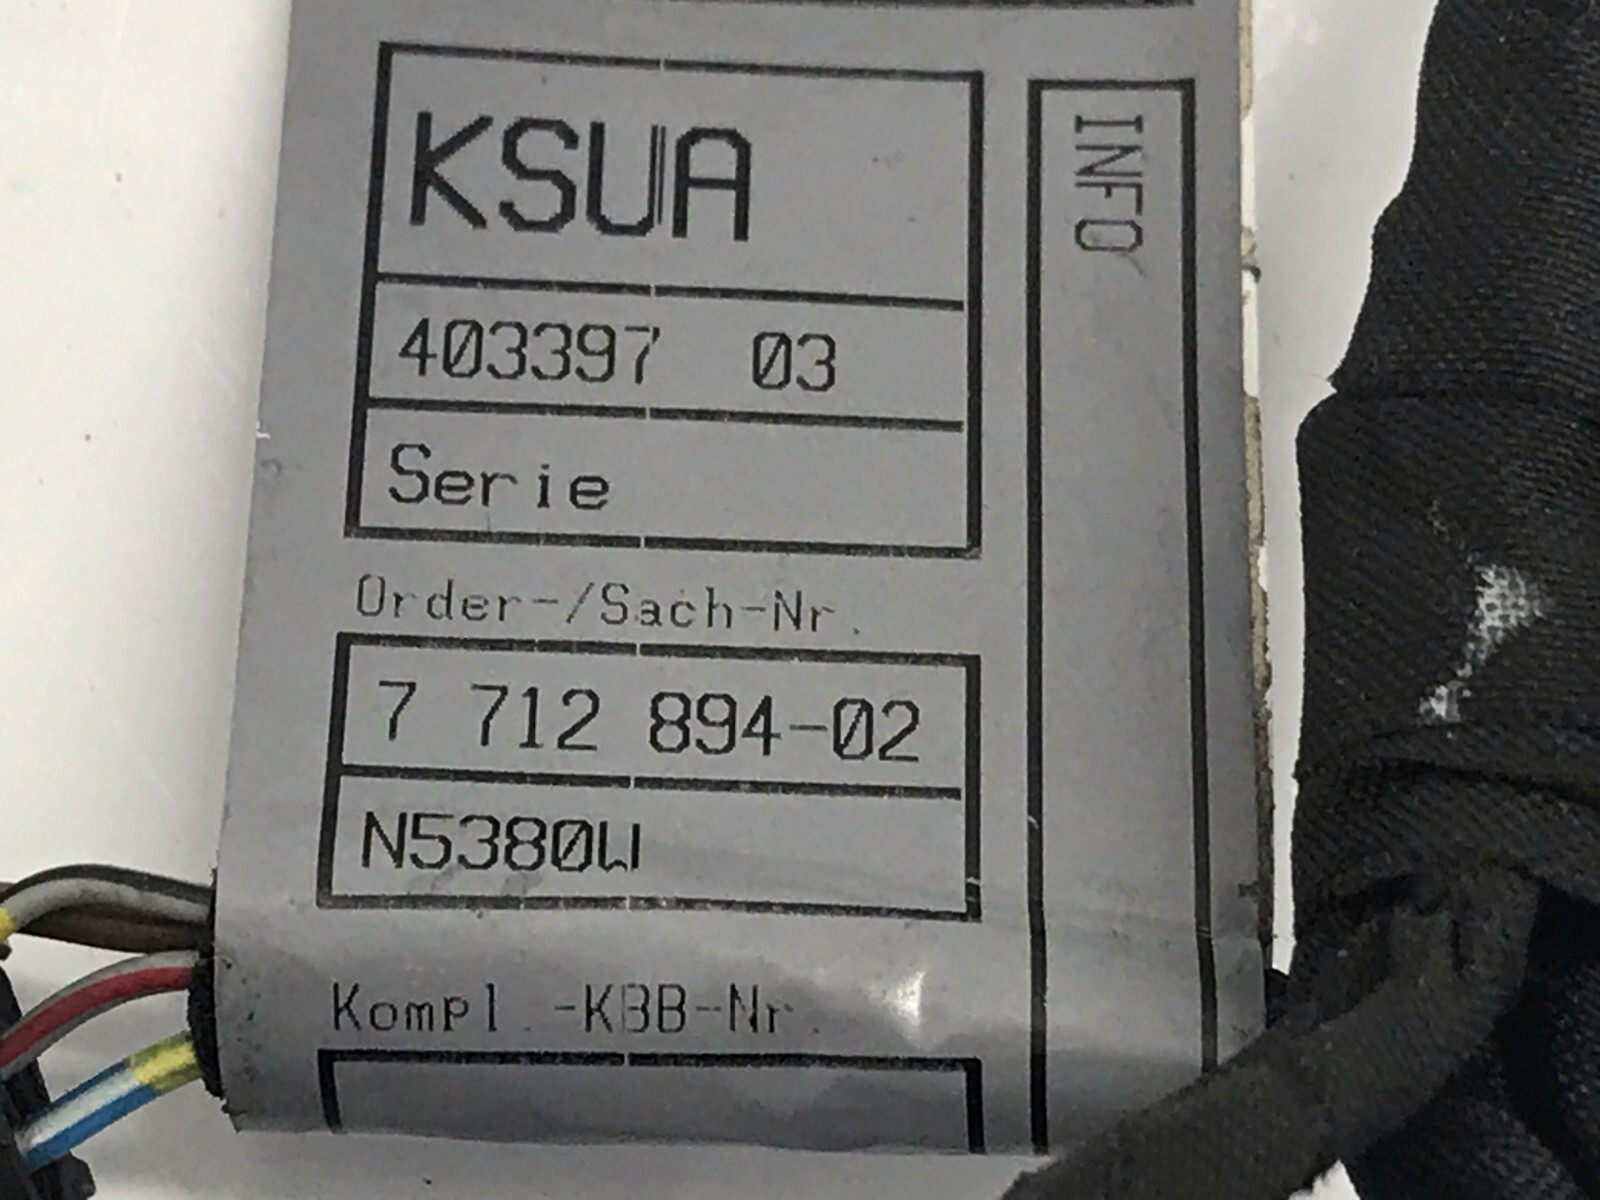 KSUA
INFO
403397 03
Serie
Order-/Sach-Nr.
7 712 894-02
N5380W
Kompl.-KBB-Nr.